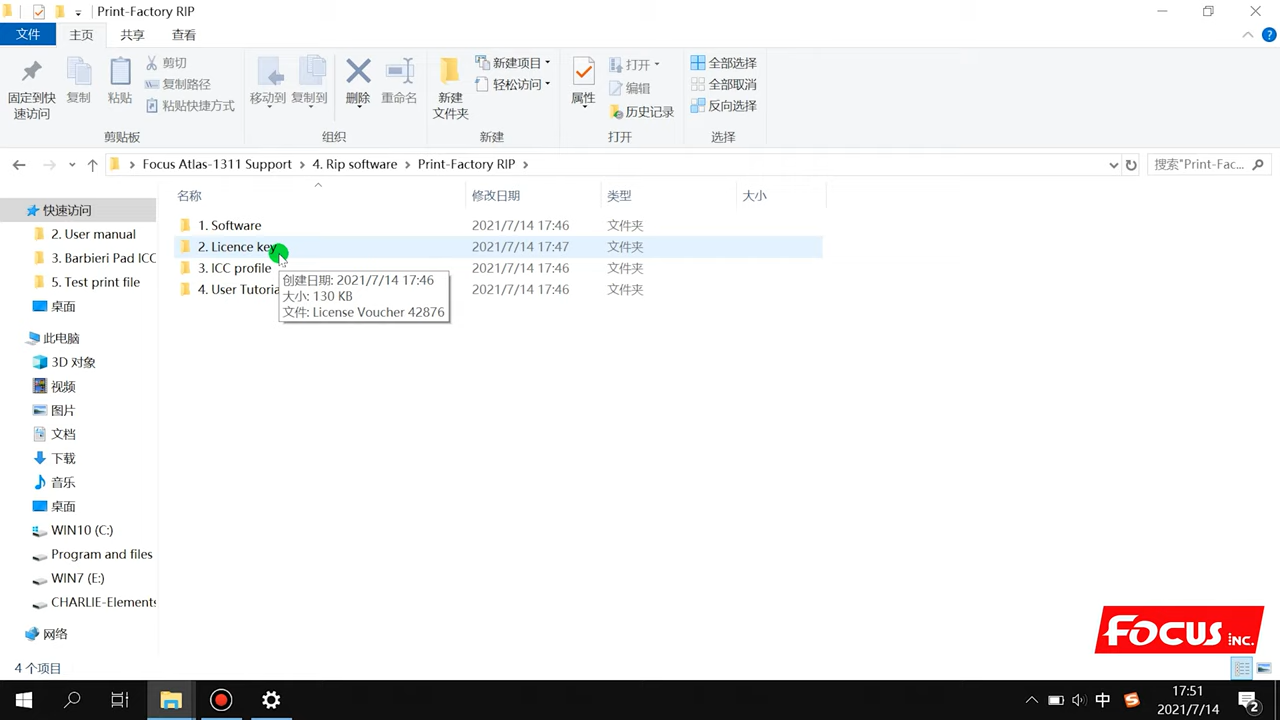 Print-Factory RIP
文件
主页
共享
查看
固定到快
速访问
复制
粘贴
剪切
复制路径
粘贴快捷方式
剪贴板
移动到
复制到
删除
重命名
组织
新建
文件夹
新建项目
轻松访问
新建
属性
打开
编辑
历史记录
打开
全部选择
全部取消
反向选择
选择
Focus Atlas-1311 Support > 4. Rip software > Print-Factory RIP >
搜索"Print-Fac...
名称
修改日期
类型
大小
1. Software 2021/7/14 17:46 文件夹
2. Licence key 2021/7/14 17:47 文件夹
3. ICC profile 2021/7/14 17:46 文件夹
4. User Tutoria 2021/7/14 17:46 文件夹
创建日期: 2021/7/14 17:46
大小: 130 KB
文件: License Voucher 42876
快速访问
2. User manual
3. Barbieri Pad ICC
5. Test print file
桌面
此电脑
3D 对象
视频
图片
文档
下载
音乐
桌面
WIN10 (C:)
Program and files
WIN7 (E:)
CHARLIE-Elements
网络
4 个项目
FOCUS INC.
中
17:51
2021/7/14
2